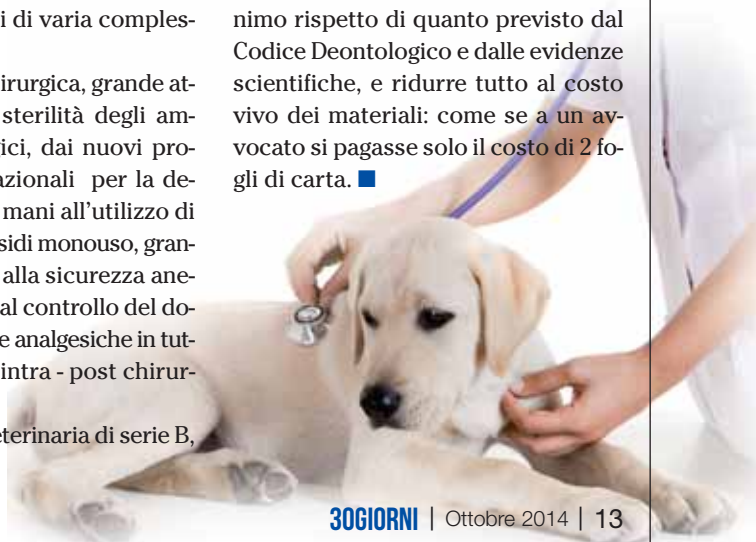 i di varia comples-
irurgica, grande at-
sterilità degli am-
ici, dai nuovi pro-
azionali per la de-
mani all'utilizzo di
sidi monouso, gran-
alla sicurezza ane-
al controllo del do-
e analgesiche in tut-
intra - post chirur-
eterinaria di serie B,
nimo rispetto di quanto previsto dal
Codice Deontologico e dalle evidenze
scientifiche, e ridurre tutto al costo
vivo dei materiali: come se a un av-
vocato si pagasse solo il costo di 2 fo-
gli di carta. ■
30GIORNI | Ottobre 2014 | 13